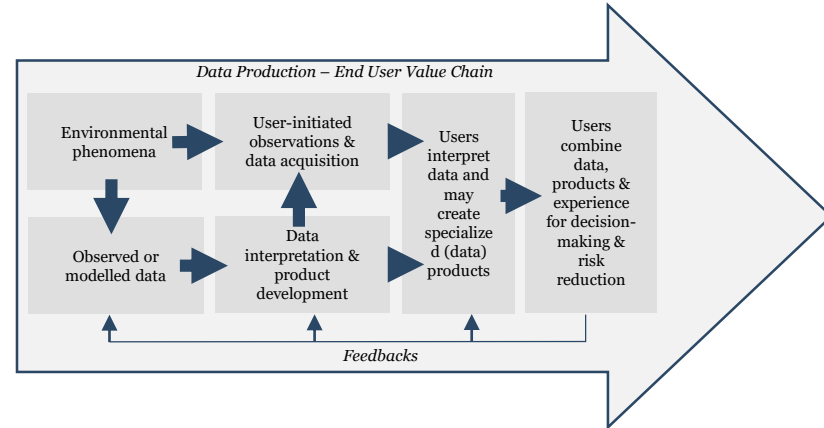 Data Production – End User Value Chain
Environmental
phenomena
User-initiated
observations &
data acquisition
Observed or
modelled data
Data
interpretation &
product
development
Users
interpret
data and
may
create
specialize
d (data)
products
Users
combine
data,
products &
experience
for decision-
making &
risk
reduction
Feedbacks